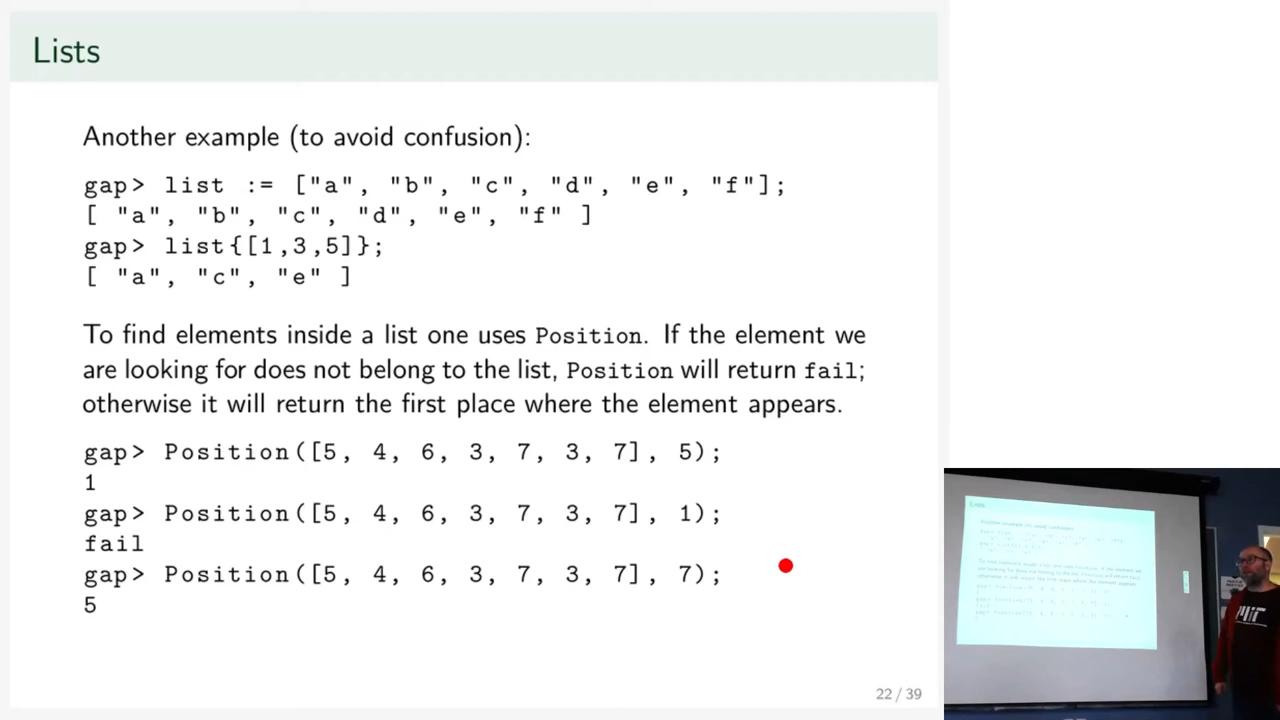 Lists
Another example (to avoid confusion):
gap> list := ["a", "b", "c", "d", "e", "f"];
[ "a", "b", "c", "d", "e", "f" ]
gap> list{[1,3,5]};
[ "a", "c", "e" ]
To find elements inside a list one uses Position. If the element we
are looking for does not belong to the list, Position will return fail;
otherwise it will return the first place where the element appears.
gap> Position([5, 4, 6, 3, 7, 3, 7], 5);
1
gap> Position([5, 4, 6, 3, 7, 3, 7], 1);
fail
gap> Position([5, 4, 6, 3, 7, 3, 7], 7);
5
22 / 39
Lists
MIT